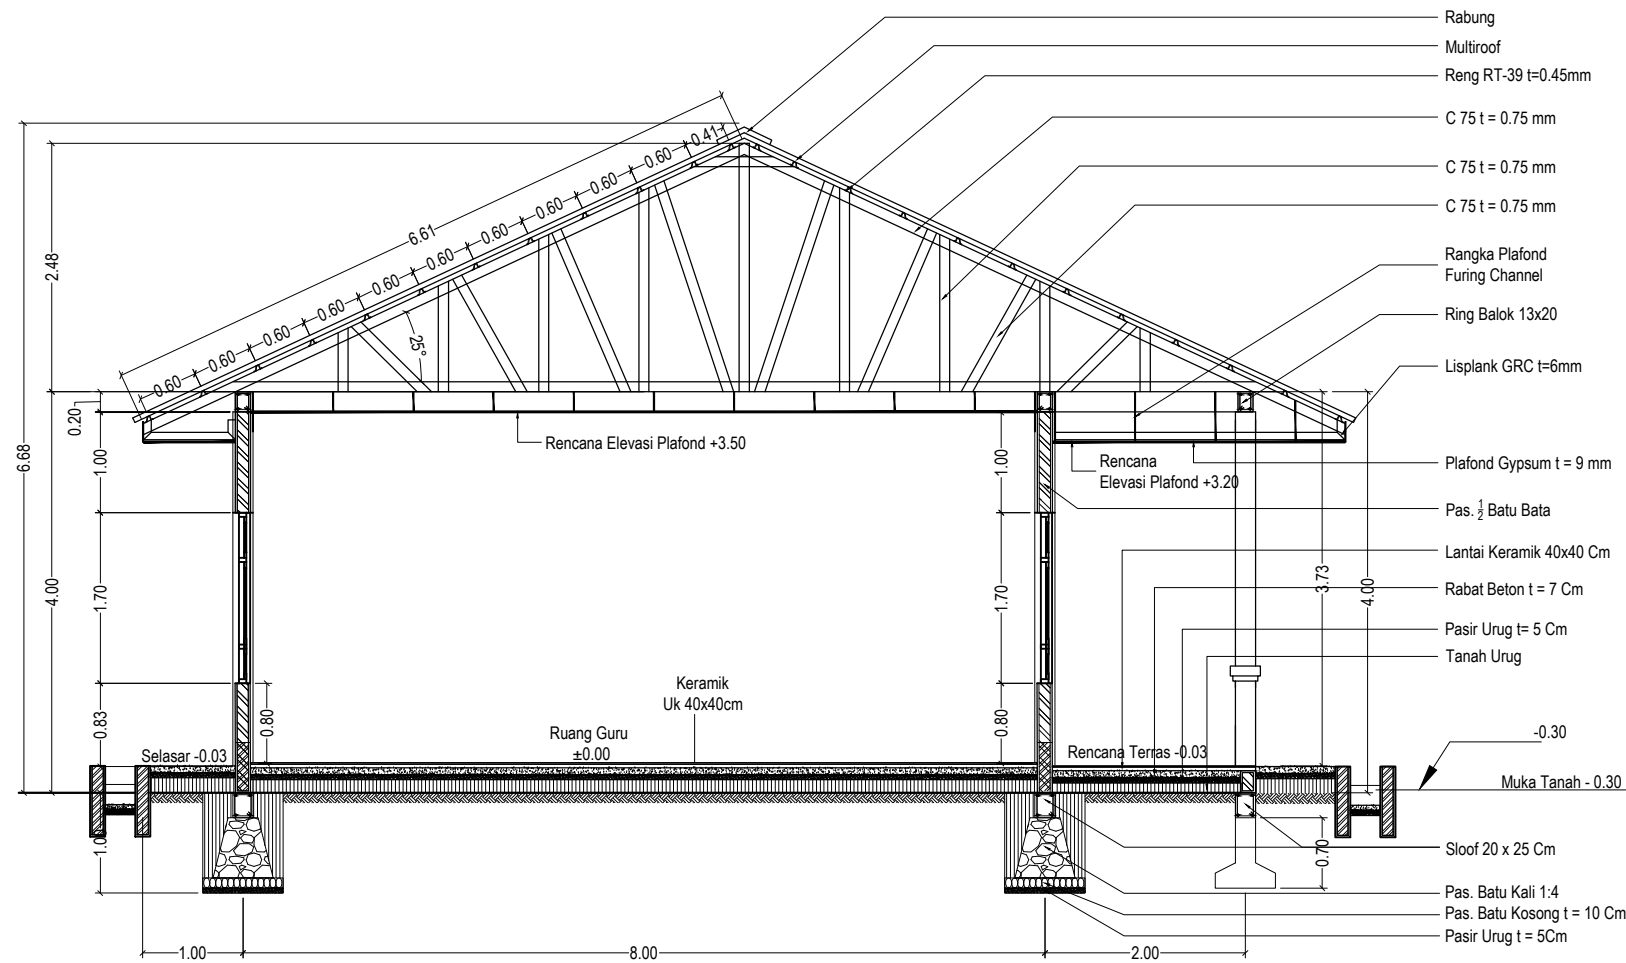 Rabung
Multiroof
Reng RT-39 t=0.45mm
C 75 t = 0.75 mm
C 75 t = 0.75 mm
C 75 t = 0.75 mm
Rangka Plafond
Furing Channel
Ring Balok 13x20
Lisplank GRC t=6mm
Plafond Gypsum t = 9 mm
Pas. ½ Batu Bata
Lantai Keramik 40x40 Cm
Rabat Beton t = 7 Cm
Pasir Urug t= 5 Cm
Tanah Urug
-0.30
Muka Tanah - 0.30
Sloof 20 x 25 Cm
Pas. Batu Kali 1:4
Pas. Batu Kosong t = 10 Cm
Pasir Urug t = 5Cm
0.41
0.60
0.60
0.60
0.60
0.60
0.60
0.60
0.60
0.60
0.60
6.61
25°
6.68
2.48
4.00
0.20
1.00
1.70
0.83
0.80
Rencana Elevasi Plafond +3.50
Rencana
Elevasi Plafond +3.20
1.00
1.70
0.80
3.73
4.00
Keramik
Uk 40x40cm
Ruang Guru
±0.00
Selasar -0.03
Rencana Terras -0.03
0.70
1.00
8.00
2.00